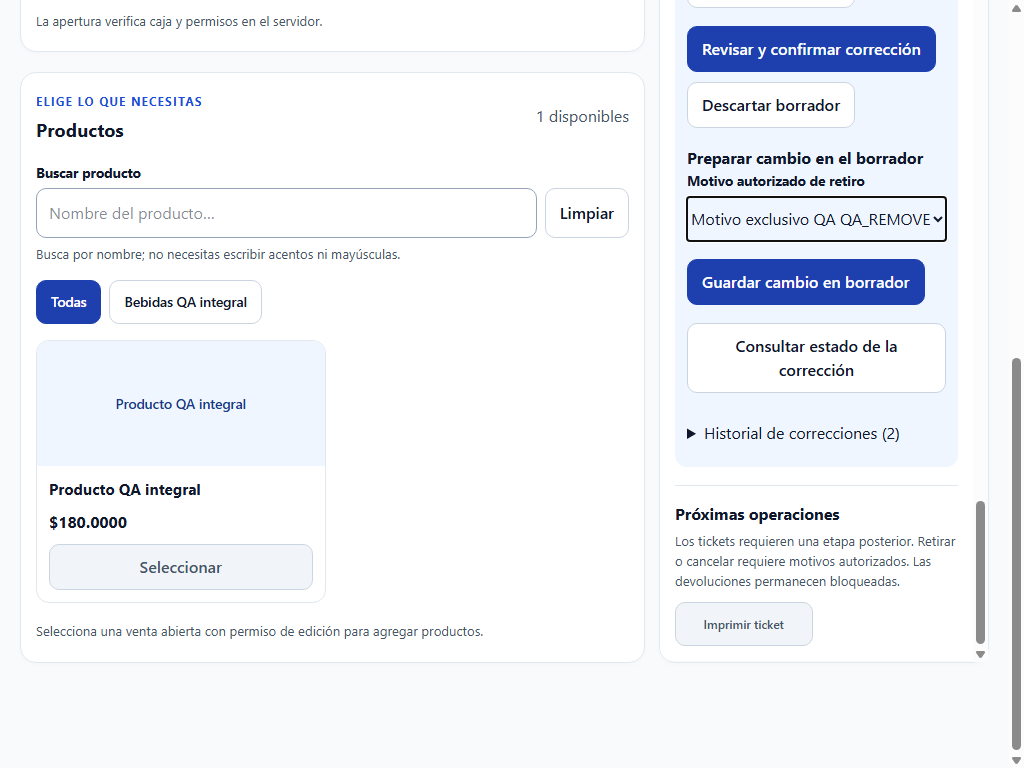 La apertura verifica caja y permisos en el servidor.
ELIGE LO QUE NECESITAS
Productos
1 disponibles
Buscar producto
Nombre del producto...
Limpiar
Busca por nombre; no necesitas escribir acentos ni mayúsculas.
Todas
Bebidas QA integral
Producto QA integral
Producto QA integral
$180.0000
Seleccionar
Selecciona una venta abierta con permiso de edición para agregar productos.
Revisar y confirmar corrección
Descartar borrador
Preparar cambio en el borrador
Motivo autorizado de retiro
Motivo exclusivo QA QA_REMOVE
Guardar cambio en borrador
Consultar estado de la
corrección
Historial de correcciones (2)
Próximas operaciones
Los tickets requieren una etapa posterior. Retirar
o cancelar requiere motivos autorizados. Las
devoluciones permanecen bloqueadas.
Imprimir ticket